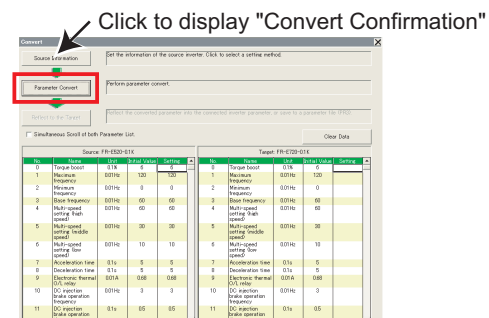 Click to display "Convert Confirmation"
Convert
Source Information
Set the information of the source inverter. Click to select a setting method.
Parameter Convert
Perform parameter convert.
Reflect to the Target
Reflect the converted parameter into the connected inverter parameter, or save to a parameter file (PRG).
Simultaneous Scroll of both Parameter List.
Clear Data
Source: FR-E520-0.1K
Target: FR-E720-0.1K
No. Name Unit Initial Value Setting
No. Name Unit Initial Value Setting
0 Torque boost 0.1% 6 6
0 Torque boost 0.1% 6
1 Maximum frequency 0.01Hz 120 120
1 Maximum frequency 0.01Hz 120
2 Minimum frequency 0.01Hz 0 0
2 Minimum frequency 0.01Hz 0
3 Base frequency 0.01Hz 60 60
3 Base frequency 0.01Hz 60
4 Multi-speed setting (high speed) 0.01Hz 60 60
4 Multi-speed setting (high speed) 0.01Hz 60
5 Multi-speed setting (middle speed) 0.01Hz 30 30
5 Multi-speed setting (middle speed) 0.01Hz 30
6 Multi-speed setting (low speed) 0.01Hz 10 10
6 Multi-speed setting (low speed) 0.01Hz 10
7 Acceleration time 0.1s 5 5
7 Acceleration time 0.1s 5
8 Deceleration time 0.1s 5 5
8 Deceleration time 0.1s 5
9 Electronic thermal O/L relay 0.01A 0.68 0.68
9 Electronic thermal O/L relay 0.01A 0.68
10 DC injection brake operation frequency 0.01Hz 3 3
10 DC injection brake operation frequency 0.01Hz 3
11 DC injection brake operation 0.1s 0.5 0.5
11 DC injection brake operation 0.1s 0.5